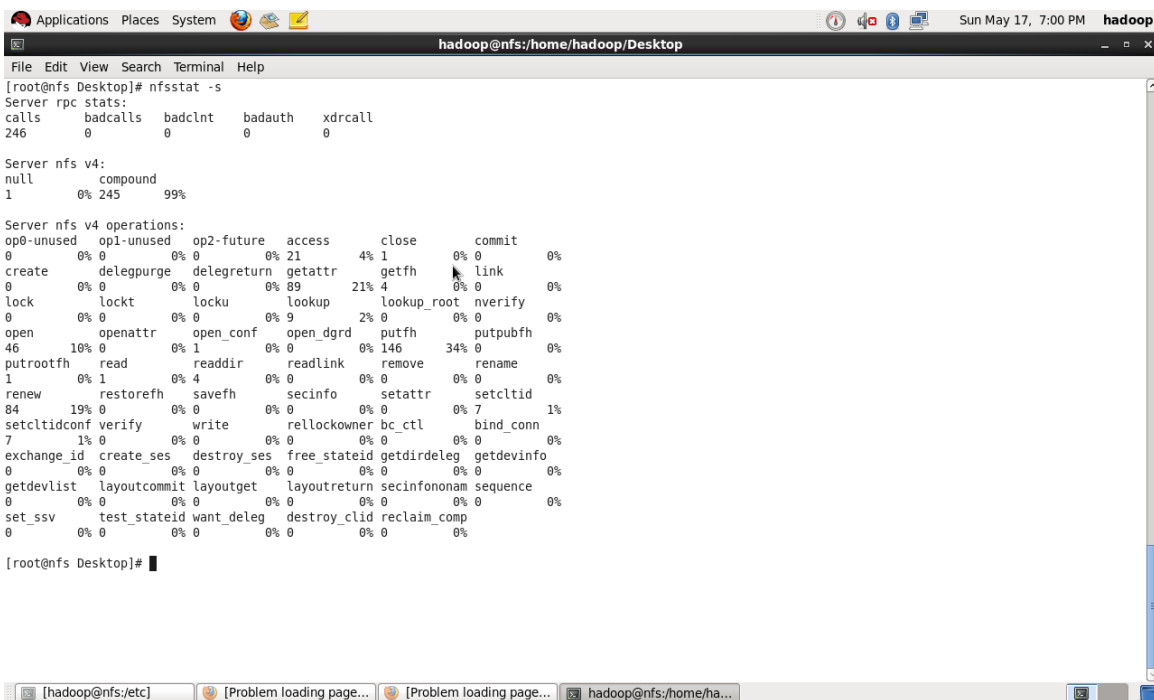 Applications Places System Sun May 17, 7:00 PM hadoop
hadoop@nfs:/home/hadoop/Desktop
File Edit View Search Terminal Help
[root@nfs Desktop]# nfsstat -s
Server rpc stats:
calls badcalls badclnt badauth xdrcall
246 0 0 0 0
Server nfs v4:
null compound
1 0% 245 99%
Server nfs v4 operations:
op0-unused op1-unused op2-future access close commit
0 0% 0 0% 0 0% 21 4% 1 0% 0 0%
create delegpurge delegreturn getattr getfh link
0 0% 0 0% 0 0% 89 21% 4 0% 0 0%
lock lockt locku lookup lookup_root nverify
0 0% 0 0% 0 0% 9 2% 0 0% 0 0%
open openattr open_conf open_dgrd putfh putpubfh
46 10% 0 0% 1 0% 0 0% 146 34% 0 0%
putrootfh read readdir readlink remove rename
1 0% 1 0% 4 0% 0 0% 0 0% 0 0%
renew restorefh savefh secinfo setattr setcltid
84 19% 0 0% 0 0% 0 0% 0 0% 7 1%
setcltidconf verify write rellockowner bc_ctl bind_conn
7 1% 0 0% 0 0% 0 0% 0 0% 0 0%
exchange_id create_ses destroy_ses free_stateid getdirdeleg getdevinfo
0 0% 0 0% 0 0% 0 0% 0 0% 0 0%
getdevlist layoutcommit layoutget layoutreturn secinfononam sequence
0 0% 0 0% 0 0% 0 0% 0 0% 0 0%
set_ssv test_stateid want_deleg destroy_clid reclaim_comp
0 0% 0 0% 0 0% 0 0% 0 0%
[root@nfs Desktop]#
[hadoop@nfs:/etc] [Problem loading page... [Problem loading page... hadoop@nfs:/home/ha...